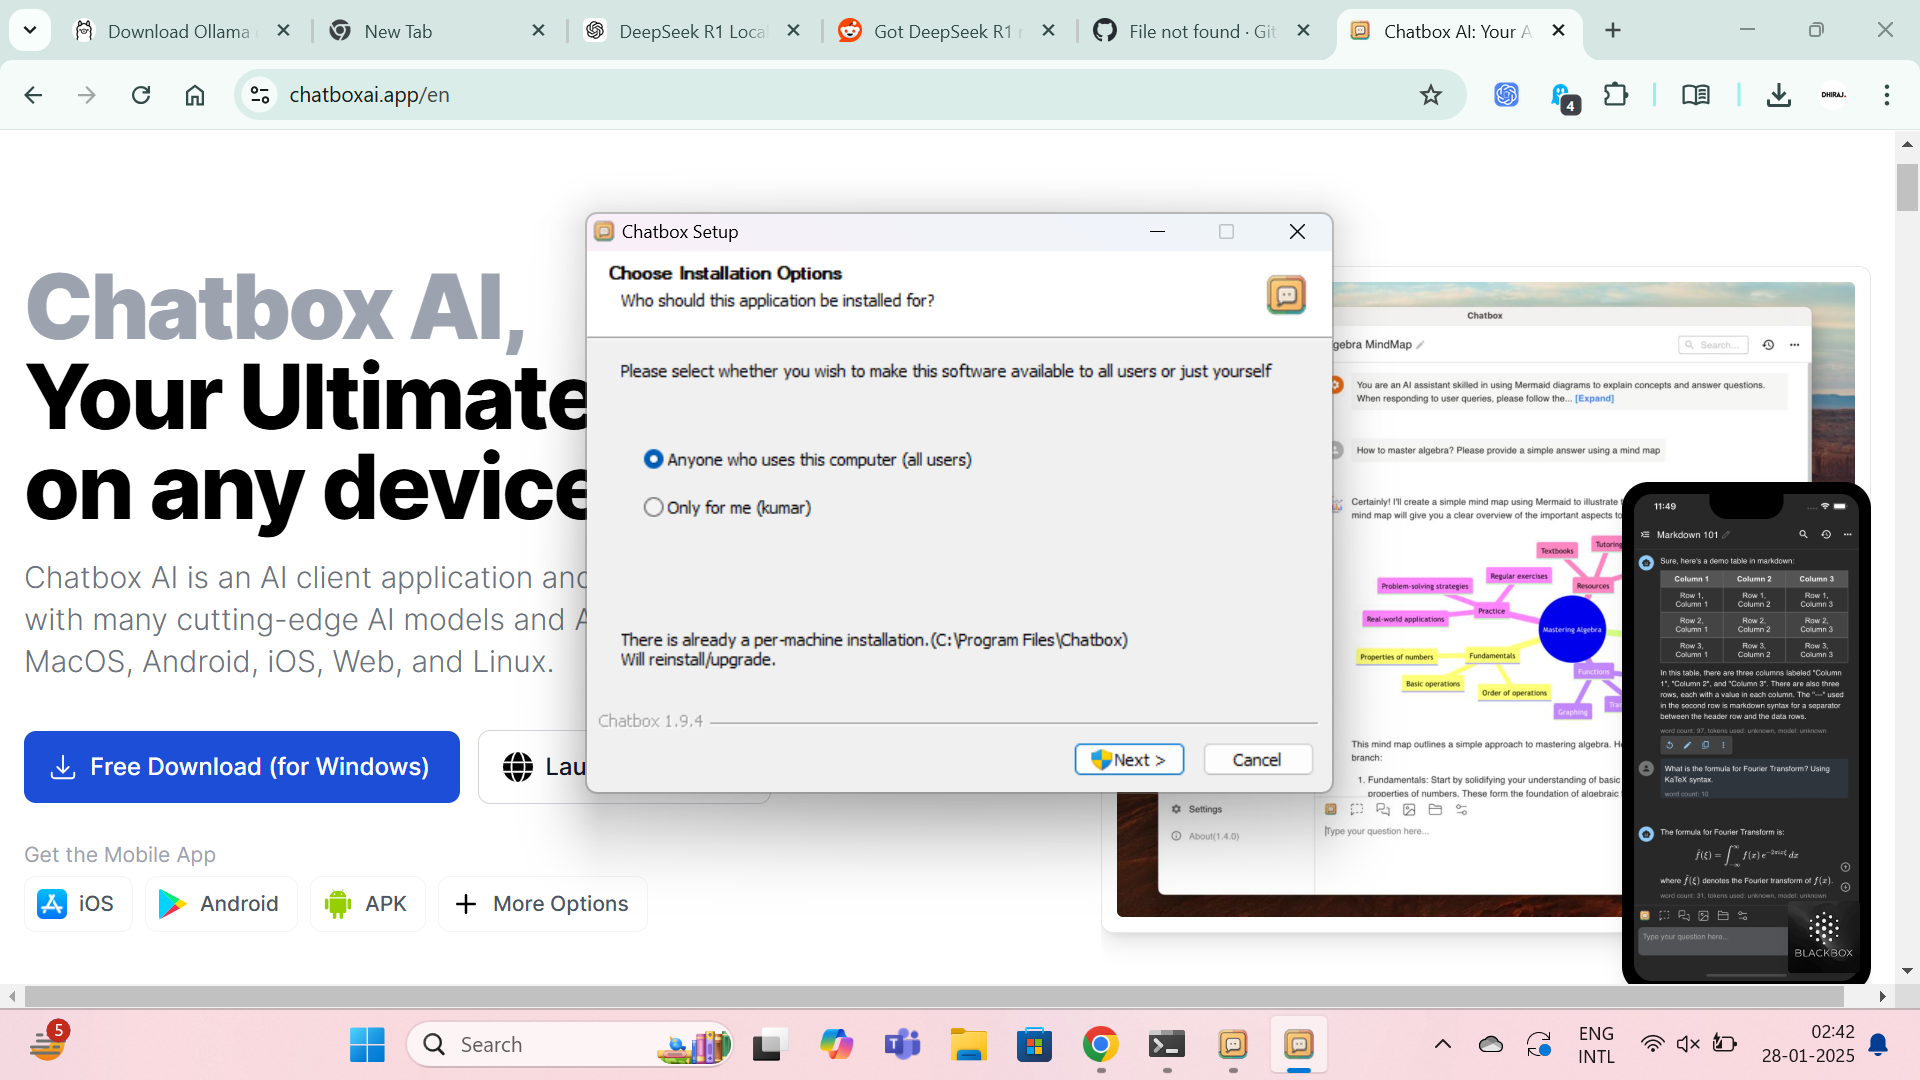 Download Ollama
New Tab
DeepSeek R1 Loca
Got DeepSeek R1 r
File not found · Git
Chatbox AI: Your A
chatboxai.app/en
4
DHIRAJ.
Chatbox AI,
Your Ultimate
on any device
Chatbox AI is an AI client application and
with many cutting-edge AI models and A
MacOS, Android, iOS, Web, and Linux.
Free Download (for Windows)
Lau
Get the Mobile App
iOS
Android
APK
More Options
Chatbox Setup
Choose Installation Options
Who should this application be installed for?
Please select whether you wish to make this software available to all users or just yourself
Anyone who uses this computer (all users)
Only for me (kumar)
There is already a per-machine installation.(C:\Program Files\Chatbox)
Will reinstall/upgrade.
Chatbox 1.9.4
Next >
Cancel
Chatbox
gebra MindMap
Search...
You are an AI assistant skilled in using Mermaid diagrams to explain concepts and answer questions.
When responding to user queries, please follow the... [Expand]
How to master algebra? Please provide a simple answer using a mind map
Certainly! I'll create a simple mind map using Mermaid to illustrate t
mind map will give you a clear overview of the important aspects to
Textbooks
Tutoring
Regular exercises
Problem-solving strategies
Resources
Practice
Real-world applications
Mastering Algebra
Properties of numbers
Fundamentals
Functions
Basic operations
Order of operations
Graphing
This mind map outlines a simple approach to mastering algebra. He
branch:
1. Fundamentals: Start by solidifying your understanding of basic
properties of numbers. These form the foundation of algebraic
Settings
About(1.4.0)
Type your question here...
11:49
Markdown 101
Sure, here's a demo table in markdown:
Column 1 Column 2 Column 3
Row 1, Column 1 Row 1, Column 2 Row 1, Column 3
Row 2, Column 1 Row 2, Column 2 Row 2, Column 3
Row 3, Column 1 Row 3, Column 2 Row 3, Column 3
In this table, there are three columns labeled "Column
1", "Column 2", and "Column 3". There are also three
rows, each with a value in each column. The "---" used
in the second row is markdown syntax for a separator
between the header row and the data rows.
word count: 97, tokens used: unknown, model: unknown
What is the formula for Fourier Transform? Using
KaTeX syntax.
word count: 10
The formula for Fourier Transform is:
f̂(ξ) = ∫_{-∞}^{∞} f(x) e^{-2πixξ} dx
where f̂(ξ) denotes the Fourier transform of f(x).
word count: 31, tokens used: unknown, model: unknown
Type your question here...
BLACKBOX
5
Search
ENG
INTL
02:42
28-01-2025